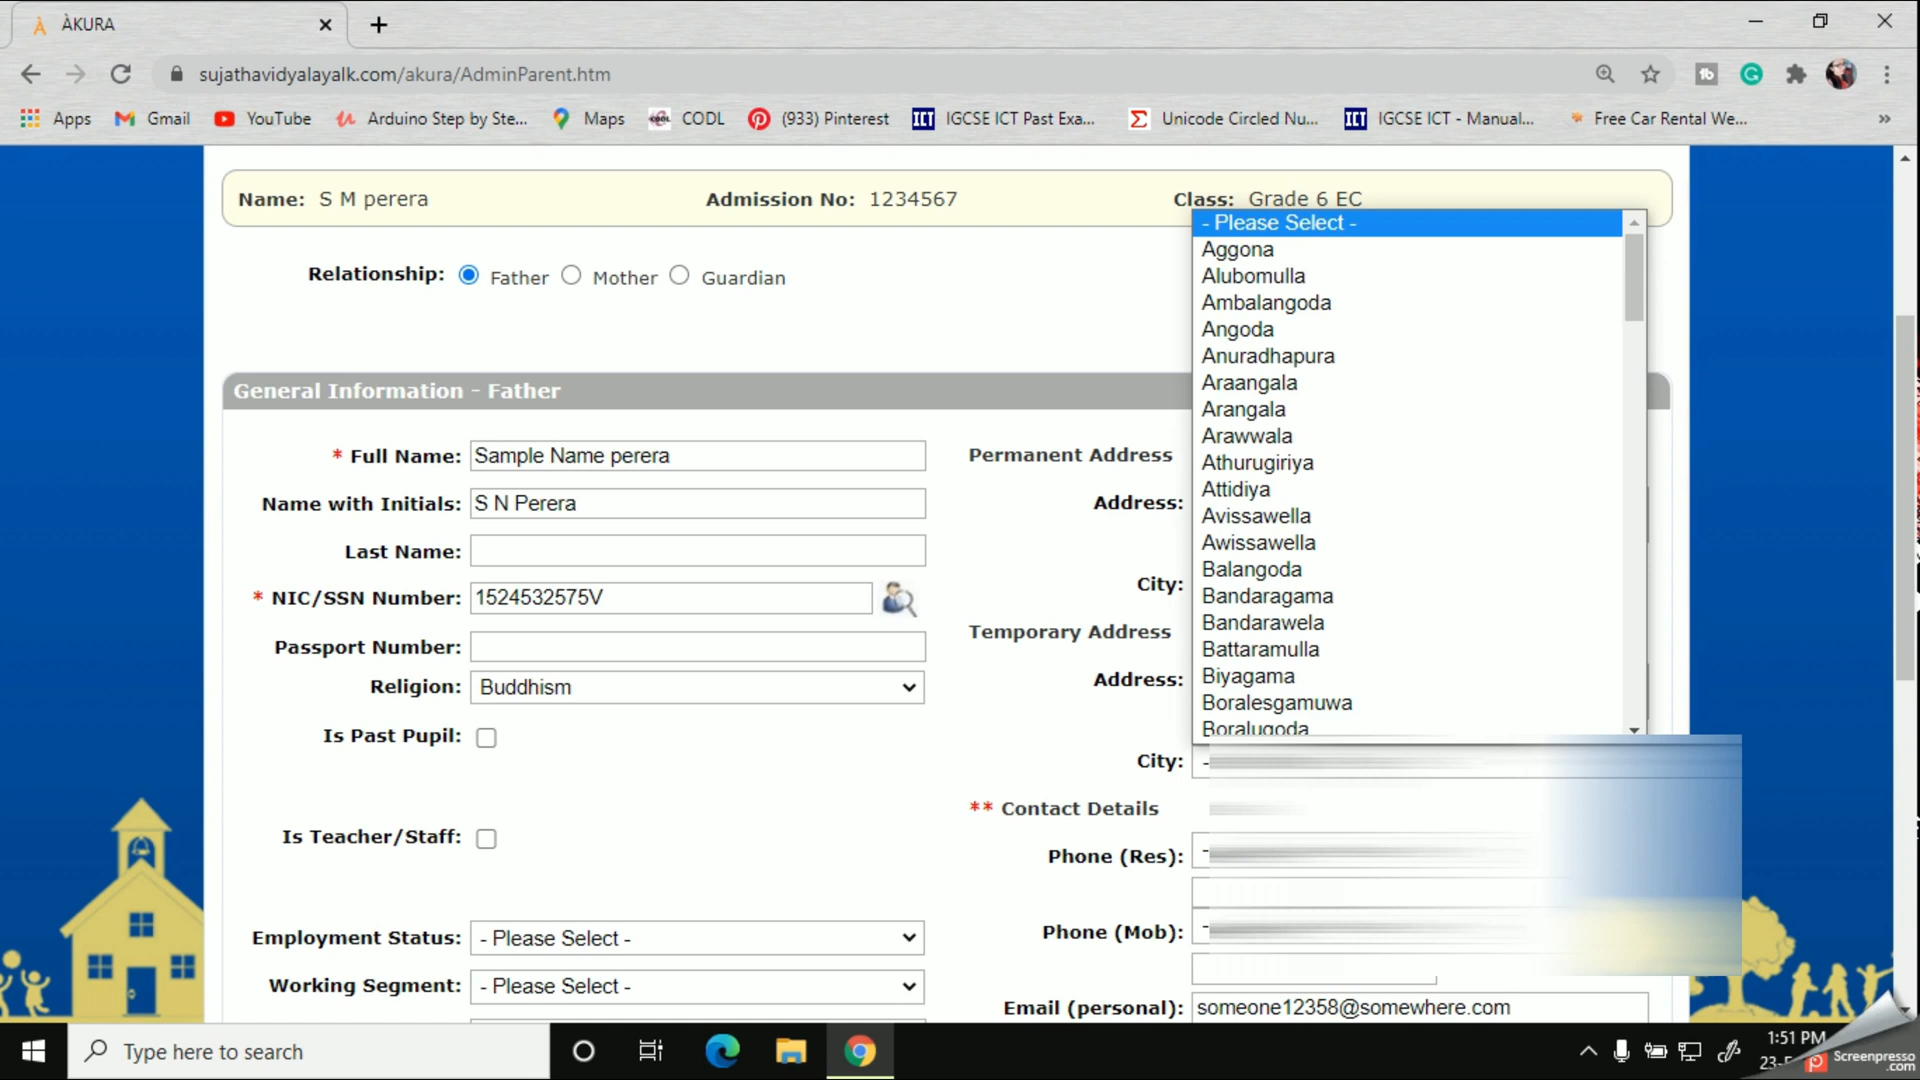 ÀKURA
sujathavidyalayalk.com/akura/AdminParent.htm
Apps Gmail YouTube Arduino Step by Ste... Maps CODL (933) Pinterest ICT IGCSE ICT Past Exa... Unicode Circled Nu... ICT IGCSE ICT - Manual... Free Car Rental We... »
Name: S M perera Admission No: 1234567 Class: Grade 6 EC
Relationship: Father Mother Guardian
General Information - Father
* Full Name: Sample Name perera
Name with Initials: S N Perera
Last Name:
* NIC/SSN Number: 1524532575V
Passport Number:
Religion: Buddhism
Is Past Pupil:
Is Teacher/Staff:
Employment Status: - Please Select -
Working Segment: - Please Select -
Permanent Address
Address:
City:
Temporary Address
Address:
City:
** Contact Details
Phone (Res):
Phone (Mob):
Email (personal): someone12358@somewhere.com
- Please Select -
Aggona
Alubomulla
Ambalangoda
Angoda
Anuradhapura
Araangala
Arangala
Arawwala
Athurugiriya
Attidiya
Avissawella
Awissawella
Balangoda
Bandaragama
Bandarawela
Battaramulla
Biyagama
Boralesgamuwa
Boralugoda
Type here to search
1:51 PM
Screenpresso
.com